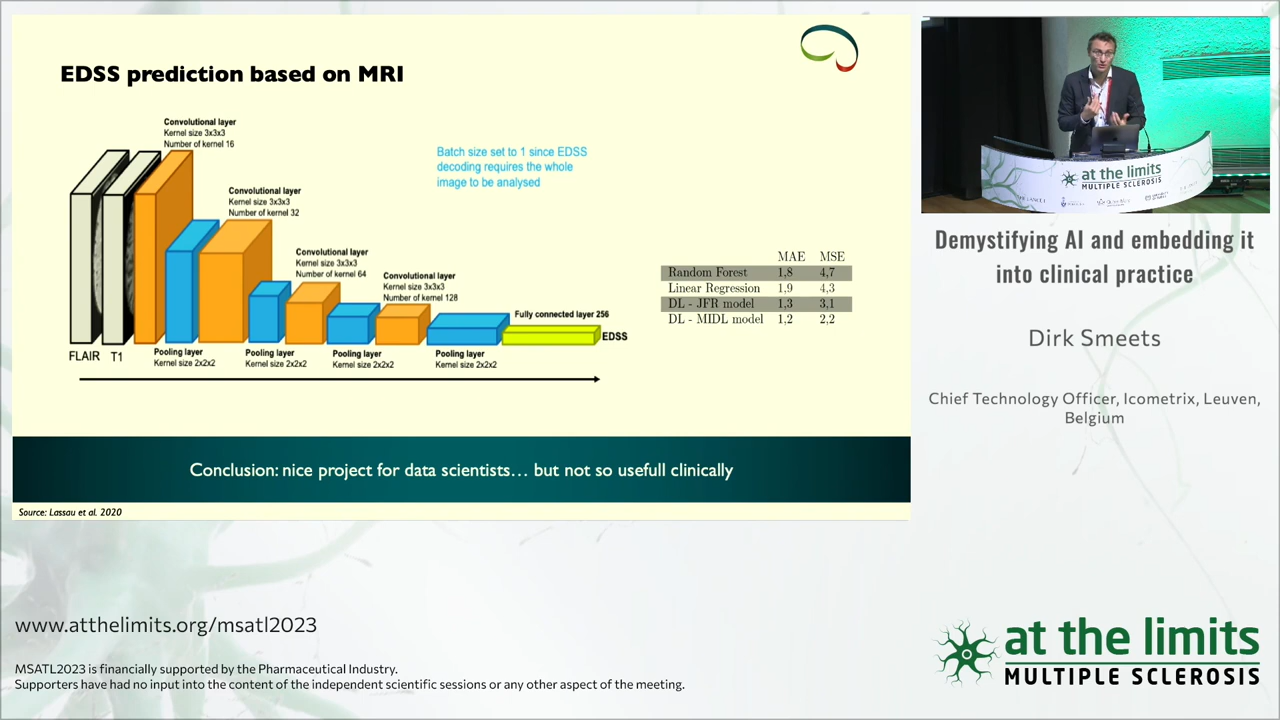 EDSS prediction based on MRI
Convolutional layer
Kernel size 3x3x3
Number of kernel 16
Convolutional layer
Kernel size 3x3x3
Number of kernel 32
Convolutional layer
Kernel size 3x3x3
Number of kernel 64
Convolutional layer
Kernel size 3x3x3
Number of kernel 128
Fully connected layer 256
EDSS
FLAIR T1
Pooling layer
Kernel size 2x2x2
Pooling layer
Kernel size 2x2x2
Pooling layer
Kernel size 2x2x2
Pooling layer
Kernel size 2x2x2
Batch size set to 1 since EDSS
decoding requires the whole
image to be analysed
MAE MSE
Random Forest 1,8 4,7
Linear Regression 1,9 4,3
DL - JFR model 1,3 3,1
DL - MIDL model 1,2 2,2
Conclusion: nice project for data scientists... but not so usefull clinically
Source: Lassau et al. 2020
at the limits
MULTIPLE SCLEROSIS
Demystifying AI and embedding it
into clinical practice
Dirk Smeets
Chief Technology Officer, Icometrix, Leuven,
Belgium
www.atthelimits.org/msatl2023
MSATL2023 is financially supported by the Pharmaceutical Industry.
Supporters have had no input into the content of the independent scientific sessions or any other aspect of the meeting.
at the limits
MULTIPLE SCLEROSIS